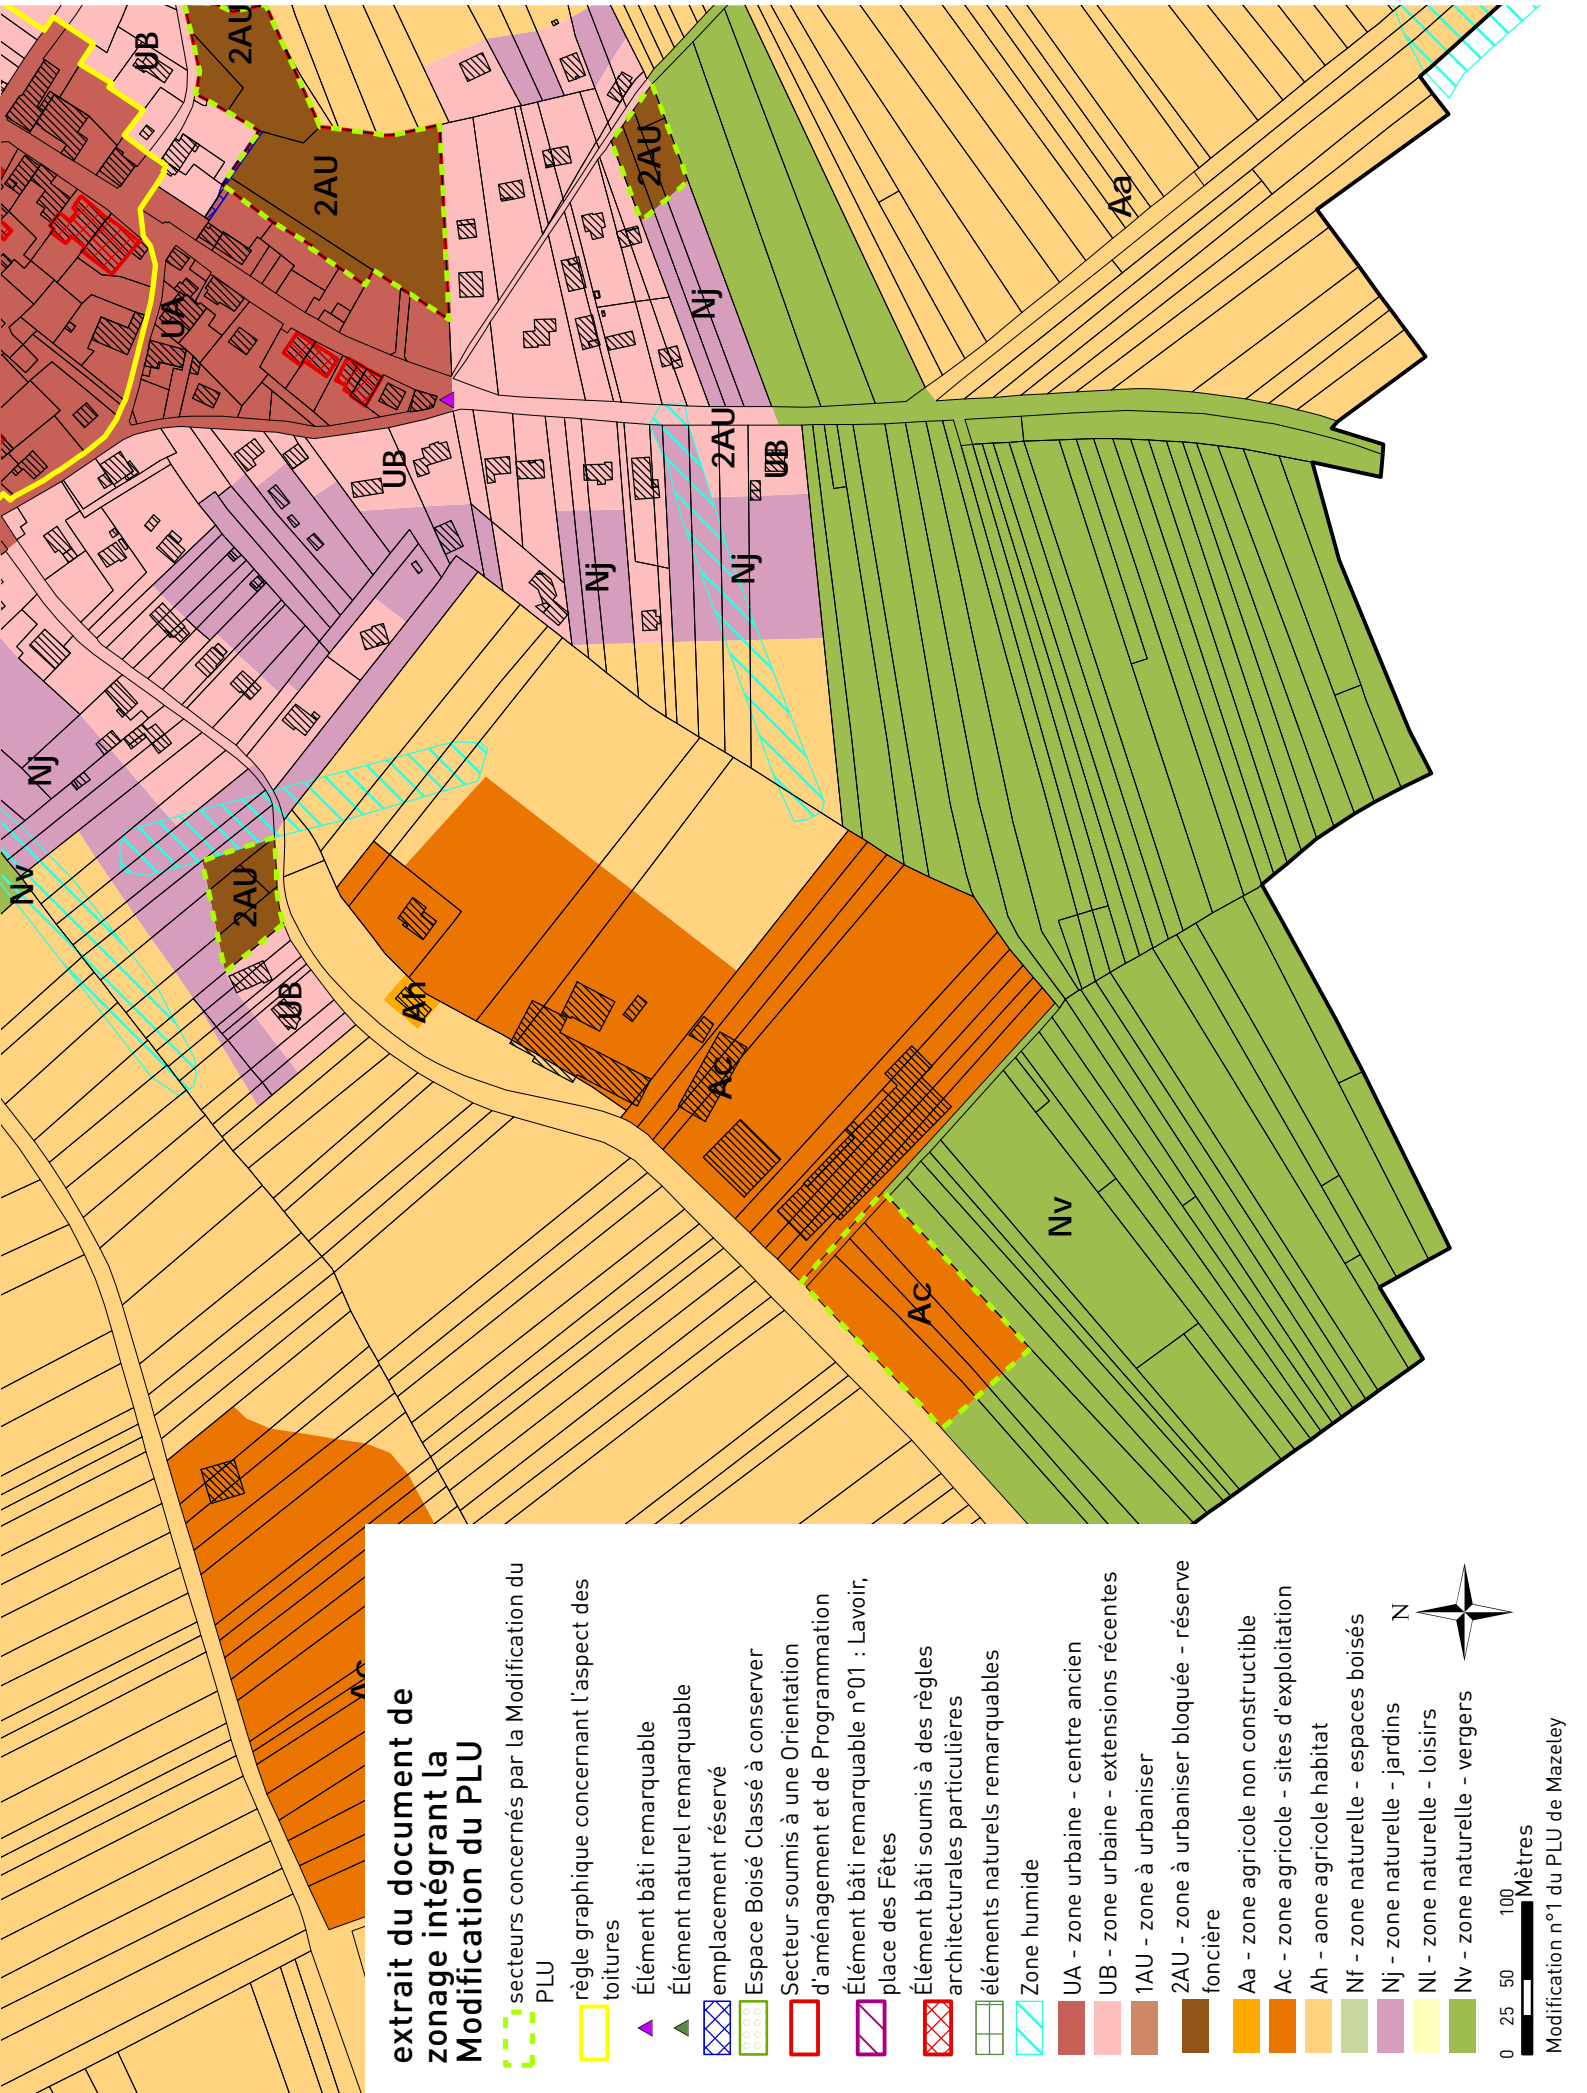 UB
2AU
2AU
2AU
UA
Nj
Aa
UB
2AU
UB
Nj
Nj
Nj
Nv
2AU
UB
Ah
Ac
Nv
Ac
Ac
extrait du document de
zonage intégrant la
Modification du PLU
secteurs concernés par la Modification du
PLU
règle graphique concernant l'aspect des
toitures
Elément bâti remarquable
Élément naturel remarquable
emplacement réservé
Espace Boisé Classé à conserver
Secteur soumis à une Orientation
d'aménagement et de Programmation
Elément bâti remarquable n°01 : Lavoir,
place des Fêtes
Élément bâti soumis à des règles
architecturales particulières
éléments naturels remarquables
Zone humide
UA - zone urbaine - centre ancien
UB - zone urbaine - extensions récentes
1AU - zone à urbaniser
2AU - zone à urbaniser bloquée - réserve
foncière
Aa - zone agricole non constructible
Ac - zone agricole - sites d'exploitation
Ah - aone agricole habitat
Nf - zone naturelle - espaces boisés
Nj - zone naturelle - jardins
Nl - zone naturelle - loisirs
Nv - zone naturelle - vergers
N
0 25 50 100
Mètres
Modification n°1 du PLU de Mazeley